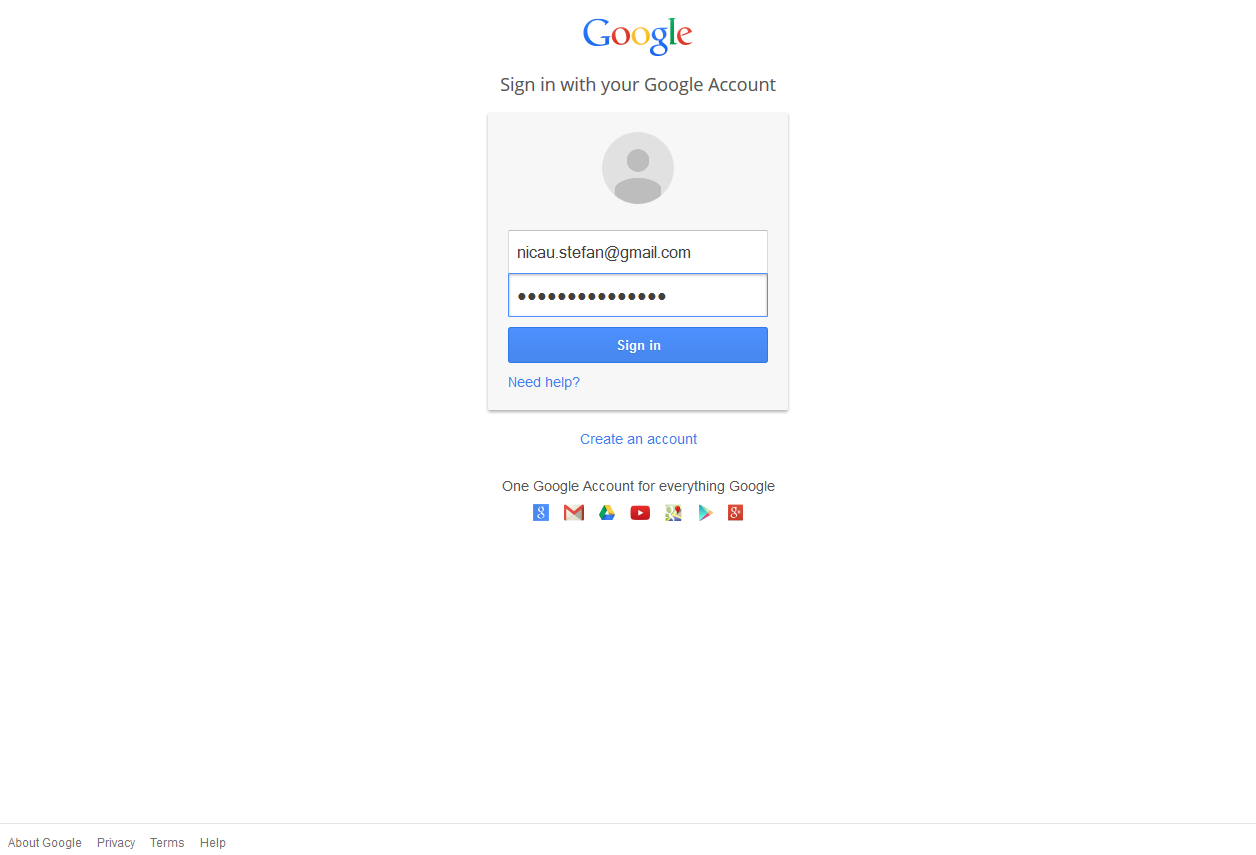 Google
Sign in with your Google Account
nicau.stefan@gmail.com
●●●●●●●●●●●●●●●
Sign in
Need help?
Create an account
One Google Account for everything Google
About Google Privacy Terms Help